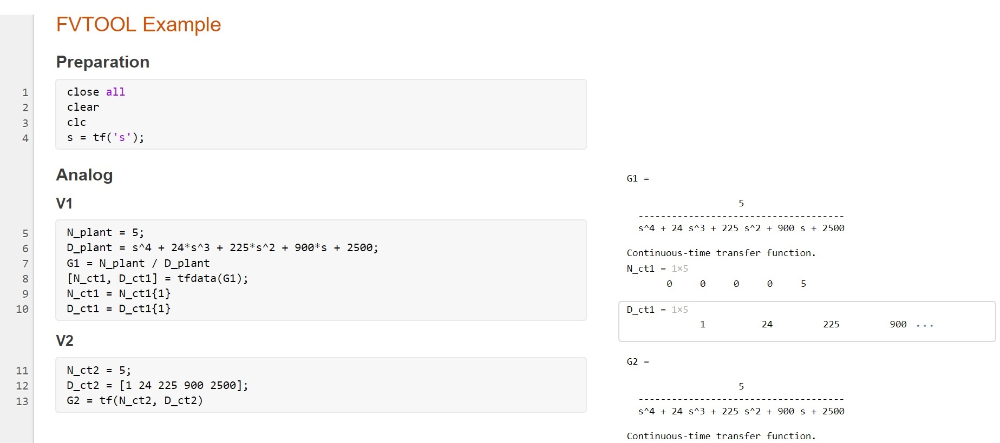 FVTOOL Example
Preparation
1 close all
2 clear
3 clc
4 s = tf('s');
Analog
V1
5 N_plant = 5;
6 D_plant = s^4 + 24*s^3 + 225*s^2 + 900*s + 2500;
7 G1 = N_plant / D_plant
8 [N_ct1, D_ct1] = tfdata(G1);
9 N_ct1 = N_ct1{1}
10 D_ct1 = D_ct1{1}
V2
11 N_ct2 = 5;
12 D_ct2 = [1 24 225 900 2500];
13 G2 = tf(N_ct2, D_ct2)
G1 =
5
-------------------------------------
s^4 + 24 s^3 + 225 s^2 + 900 s + 2500
Continuous-time transfer function.
N_ct1 = 1×5
0 0 0 0 5
D_ct1 = 1×5
1 24 225 900 ...
G2 =
5
-------------------------------------
s^4 + 24 s^3 + 225 s^2 + 900 s + 2500
Continuous-time transfer function.